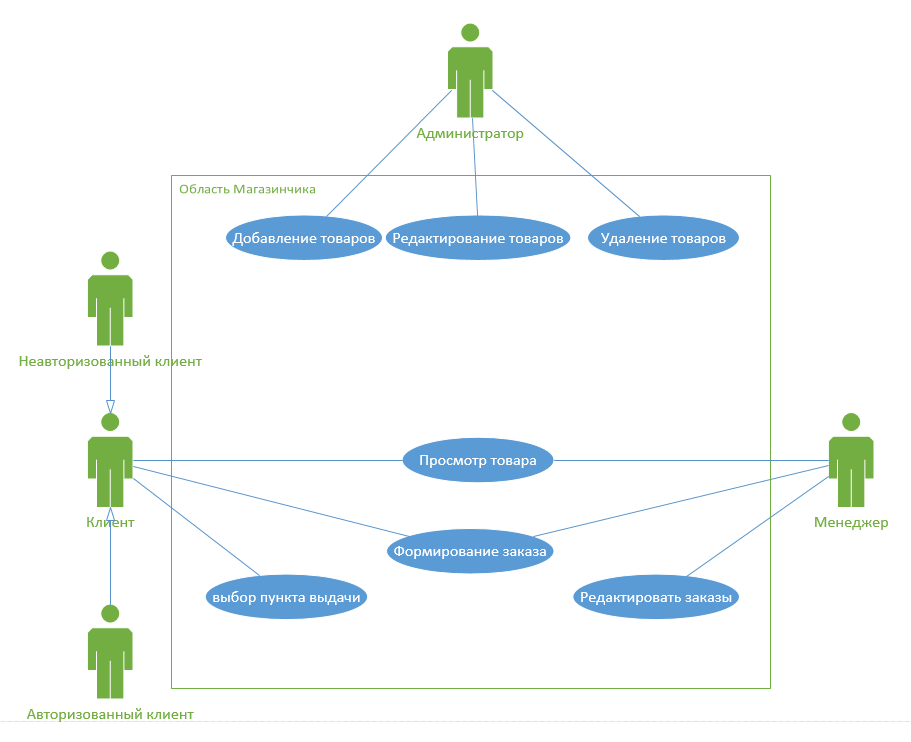 Администратор
Область Магазинчика
Добавление товаров
Редактирование товаров
Удаление товаров
Неавторизованный клиент
Просмотр товара
Клиент
Менеджер
Формирование заказа
выбор пункта выдачи
Редактировать заказы
Авторизованный клиент